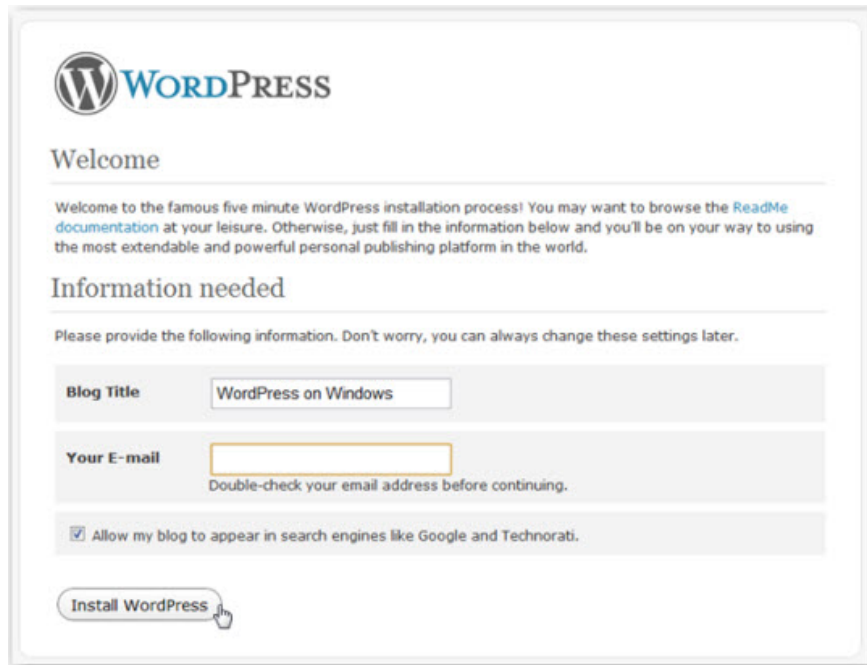 WORDPRESS
Welcome
Welcome to the famous five minute WordPress installation process! You may want to browse the ReadMe
documentation at your leisure. Otherwise, just fill in the information below and you'll be on your way to using
the most extendable and powerful personal publishing platform in the world.
Information needed
Please provide the following information. Don't worry, you can always change these settings later.
Blog Title WordPress on Windows
Your E-mail
Double-check your email address before continuing.
Allow my blog to appear in search engines like Google and Technorati.
Install WordPress